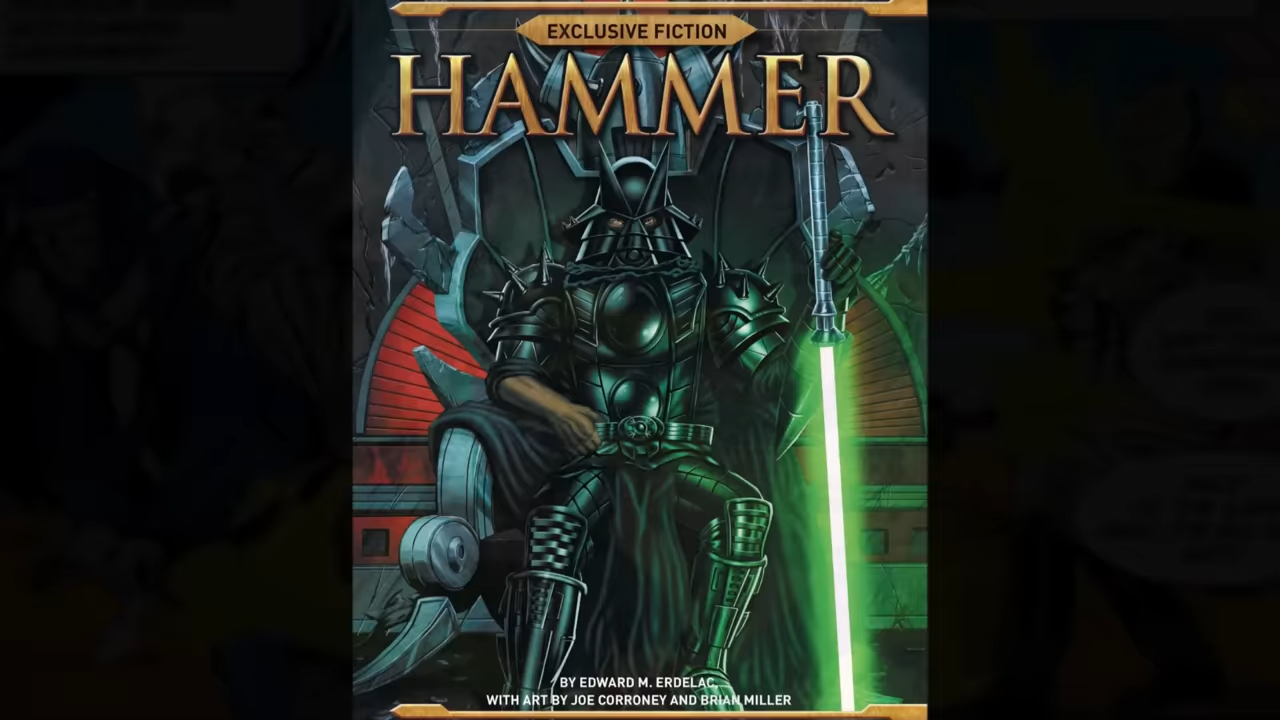 EXCLUSIVE FICTION
HAMMER
BY EDWARD M. ERDELAC,
WITH ART BY JOE CORRONEY AND BRIAN MILLER